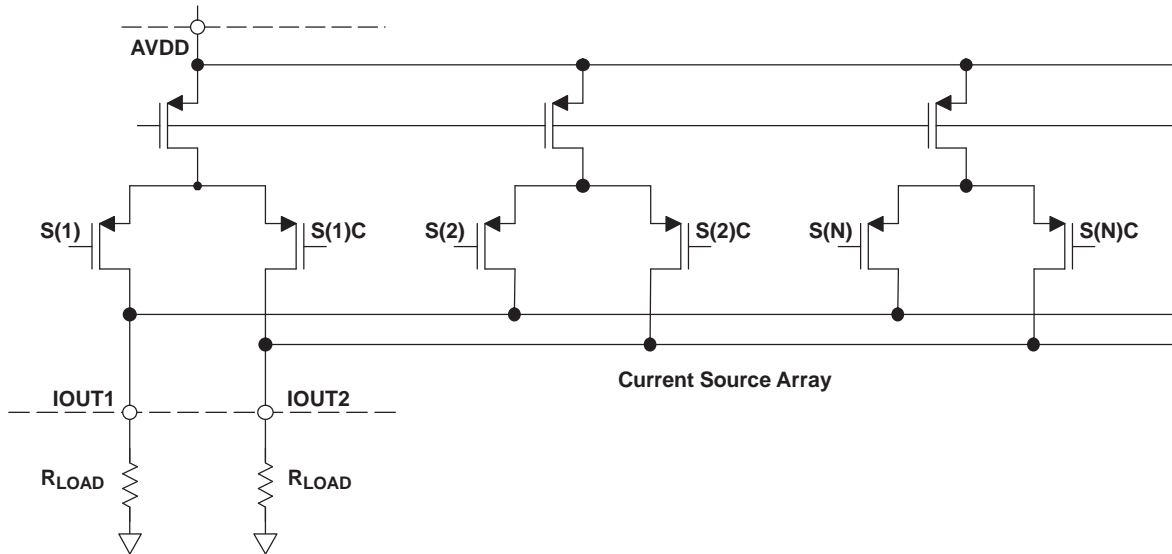 AVDD
S(1) S(1)C S(2) S(2)C S(N) S(N)C
Current Source Array
IOUT1 IOUT2
RLOAD RLOAD